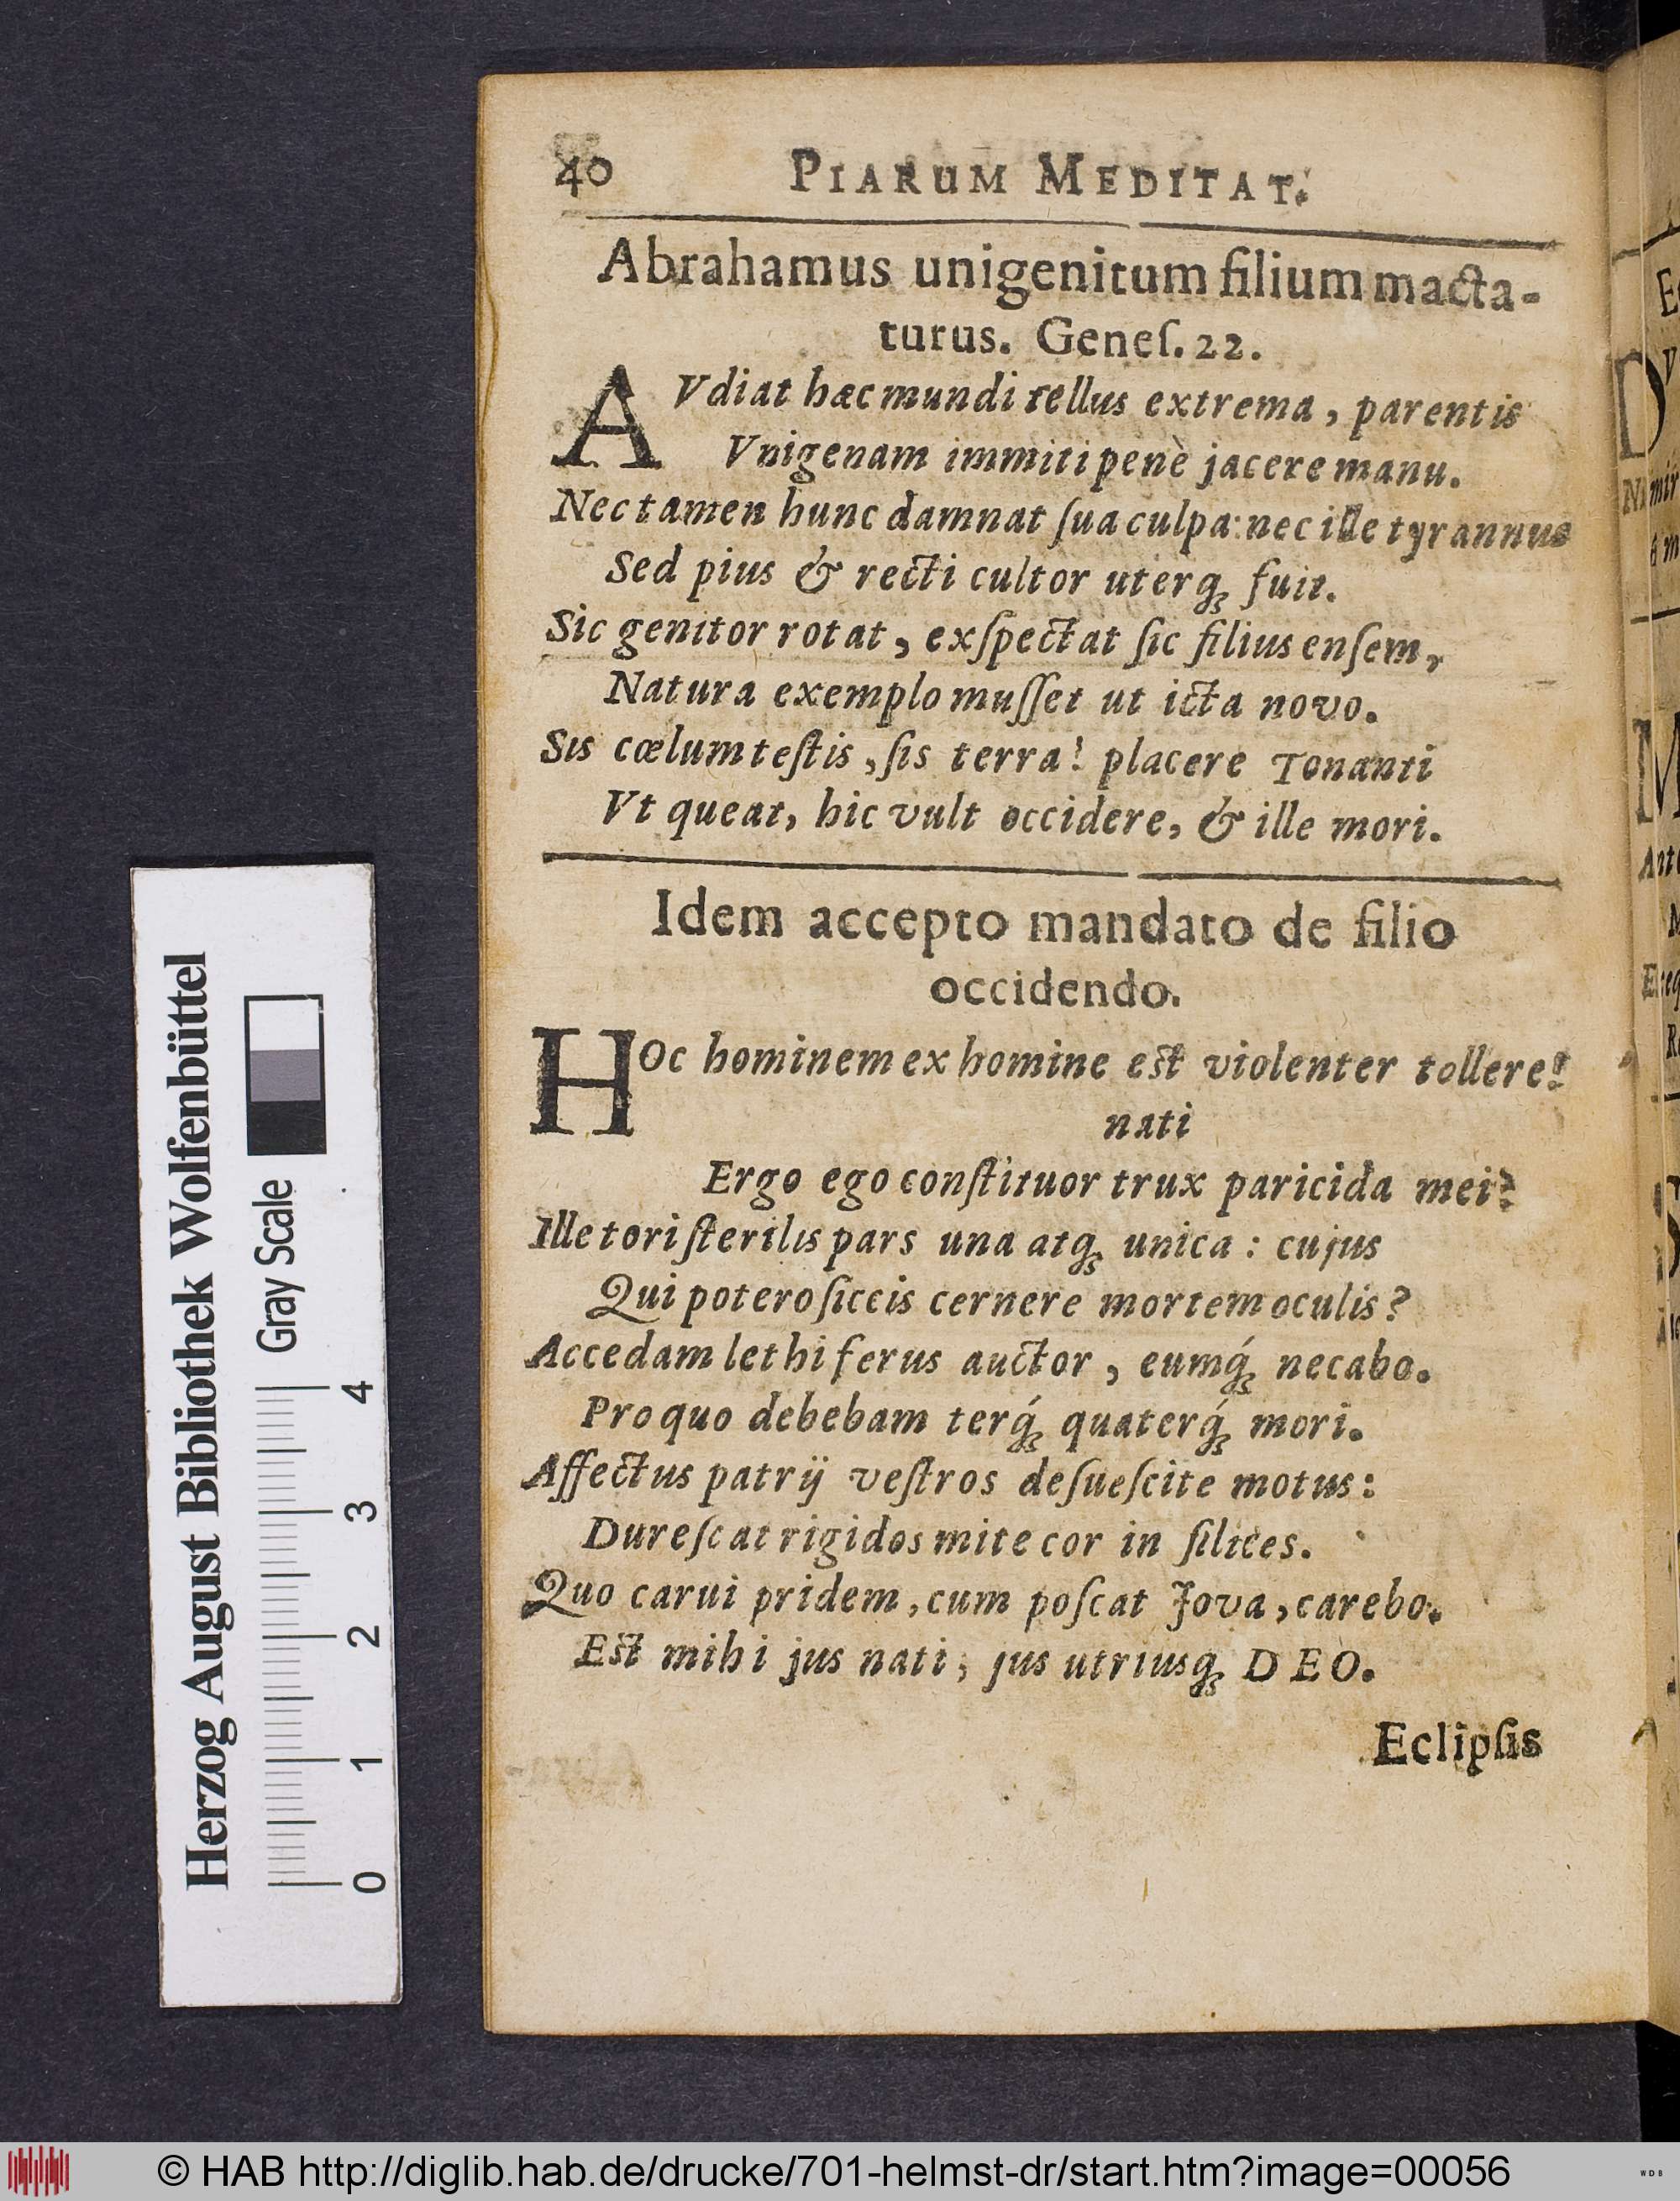 40 PIARUM MEDITAT.
Abrahamus unigenitum filium macta-
turus. Geneſ. 22.
AVdiat hæc mundi tellus extrema, parentis
Vnigenam immiti penè jacere manu.
Nec tamen hunc damnat ſua culpa: nec ille tyrannus
Sed pius & recti cultor uterq; fuit.
Sic genitor rotat, exſpectat ſic filius enſem,
Natura exemplo muſſet ut icta novo.
Sis cœlum teſtis, ſis terra! placere Tonanti
Vt queat, hic vult occidere, & ille mori.
Idem accepto mandato de filio
occidendo.
HOc hominem ex homine est violenter tollere!
nati
Ergo ego conſtituor trux paricida mei?
Ille tori ſterilis pars una atq; unica: cujus
Qui potero ſiccis cernere mortem oculis?
Accedam lethiferus auctor, eumq́; necabo.
Pro quo debebam terq́; quaterq́; mori.
Affectus patrij veſtros deſueſcite motus:
Dureſcat rigidos mite cor in ſilices.
Quo carui pridem, cum poſcat Jova, carebo.
Est mihi jus nati, jus utriusq; DEO.
Eclipſis
Herzog August Bibliothek Wolfenbüttel
Gray Scale
0 1 2 3 4
© HAB http://diglib.hab.de/drucke/701-helmst-dr/start.htm?image=00056